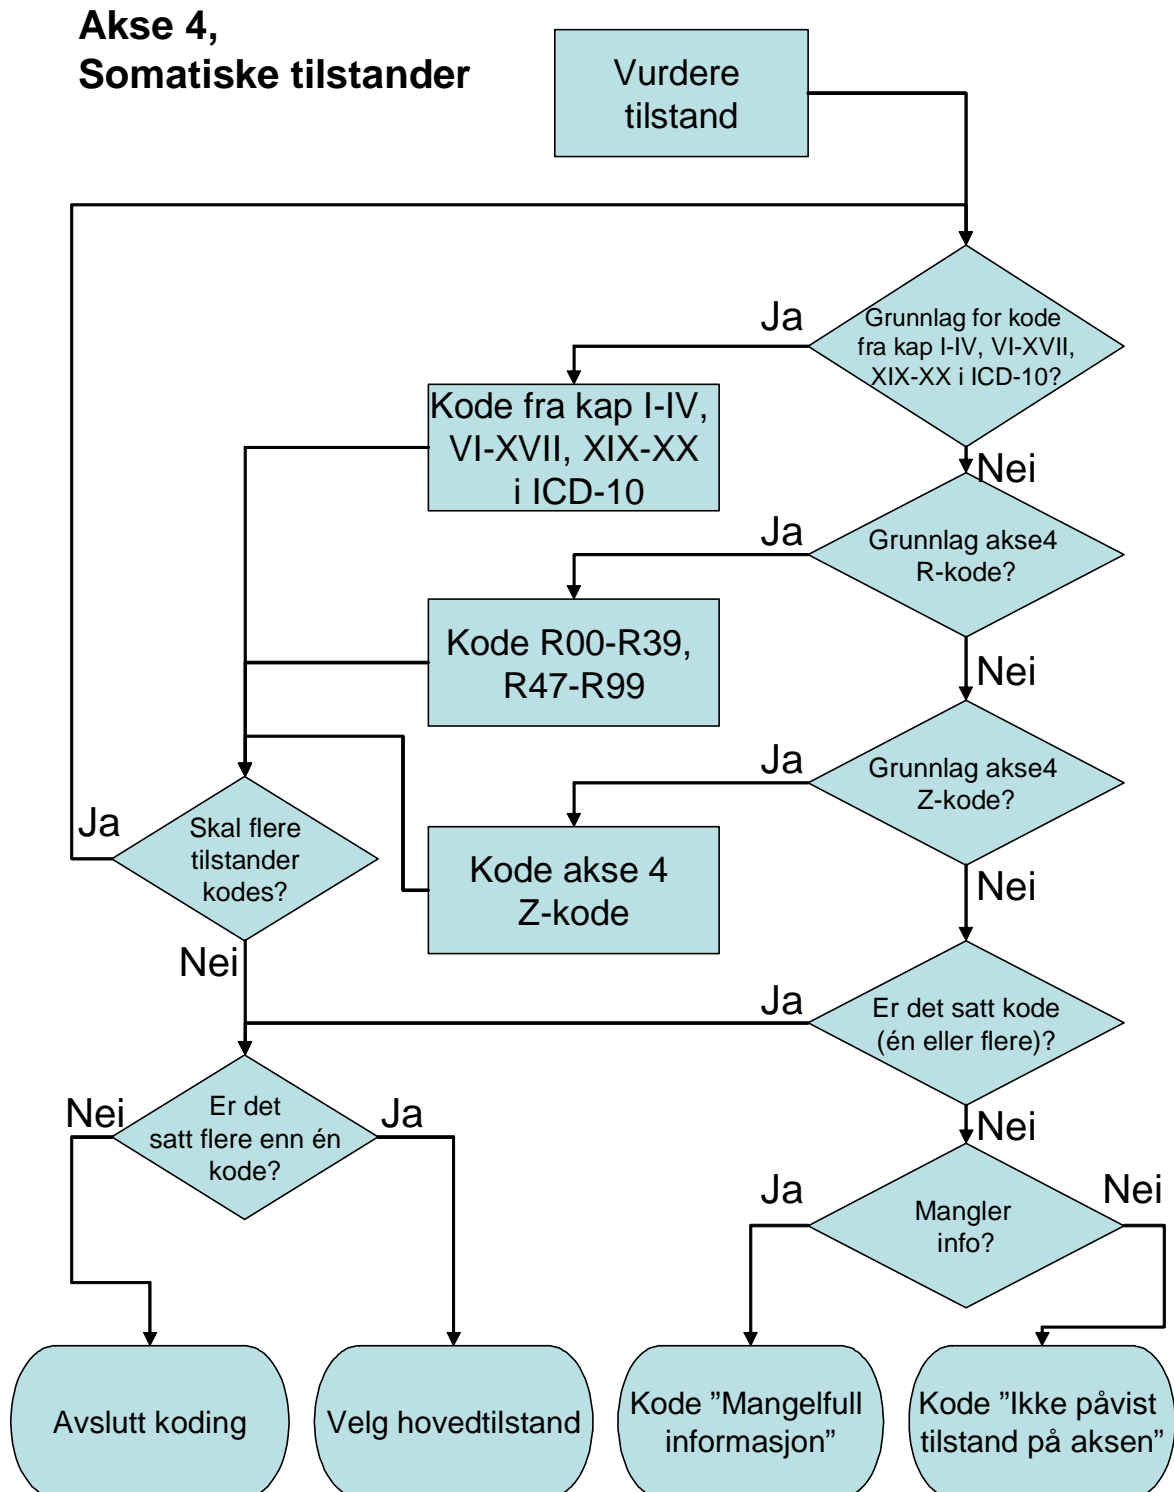 Akse 4,
Somatiske tilstander
Vurdere
tilstand
Ja
Grunnlag for kode
fra kap I-IV, VI-XVII,
XIX-XX i ICD-10?
Kode fra kap I-IV,
VI-XVII, XIX-XX
i ICD-10
Nei
Ja
Grunnlag akse4
R-kode?
Kode R00-R39,
R47-R99
Nei
Ja
Grunnlag akse4
Z-kode?
Ja
Skal flere
tilstander
kodes?
Kode akse 4
Z-kode
Nei
Nei
Ja
Er det satt kode
(én eller flere)?
Nei
Er det
satt flere enn én
kode?
Ja
Nei
Ja
Mangler
info?
Nei
Avslutt koding
Velg hovedtilstand
Kode ”Mangelfull
informasjon”
Kode ”Ikke påvist
tilstand på aksen”